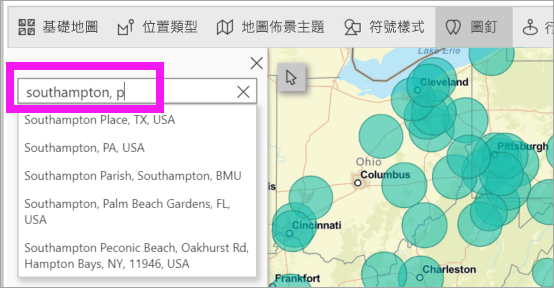 基礎地圖 位置類型 地圖佈景主題 符號樣式 圖釘 行
southampton, p
Southampton Place, TX, USA
Southampton, PA, USA
Southampton Parish, Southampton, BMU
Southampton, Palm Beach Gardens, FL,
USA
Southampton Peconic Beach, Oakhurst Rd,
Hampton Bays, NY, 11946, USA
Lake Erie
Cleveland
Pittsburgh
Ohio
Columbus
is
Cincinnati
Frankfort
Charleston